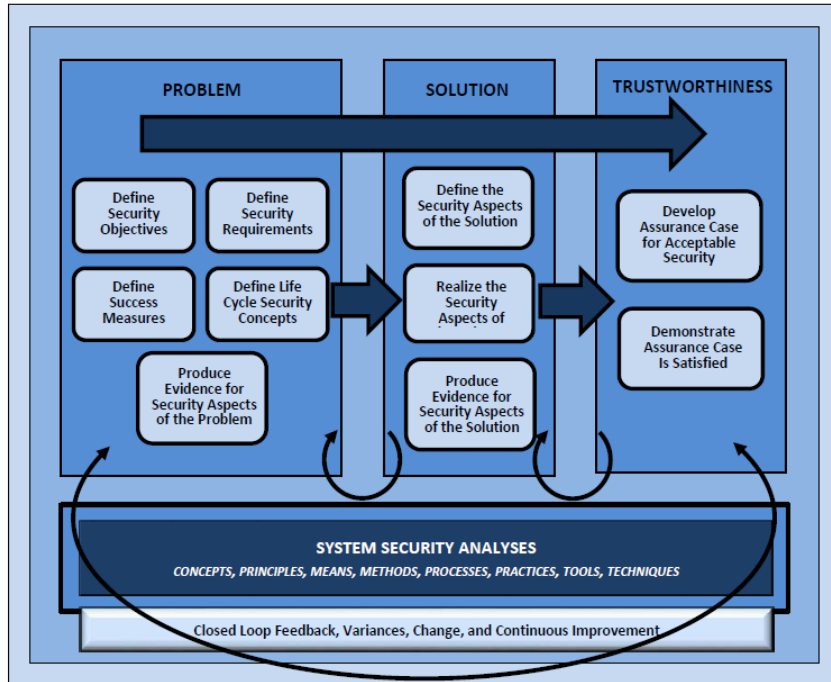 PROBLEM
Define
Security
Objectives
Define
Security
Requirements
Define
Success
Measures
Define Life
Cycle Security
Concepts
Produce
Evidence for
Security Aspects
of the Problem
SOLUTION
Define the
Security Aspects
of the Solution
Realize the
Security
Aspects of
Produce
Evidence for
Security Aspects
of the Solution
TRUSTWORTHINESS
Develop
Assurance Case
for Acceptable
Security
Demonstrate
Assurance Case
Is Satisfied
SYSTEM SECURITY ANALYSES
CONCEPTS, PRINCIPLES, MEANS, METHODS, PROCESSES, PRACTICES, TOOLS, TECHNIQUES
Closed Loop Feedback, Variances, Change, and Continuous Improvement